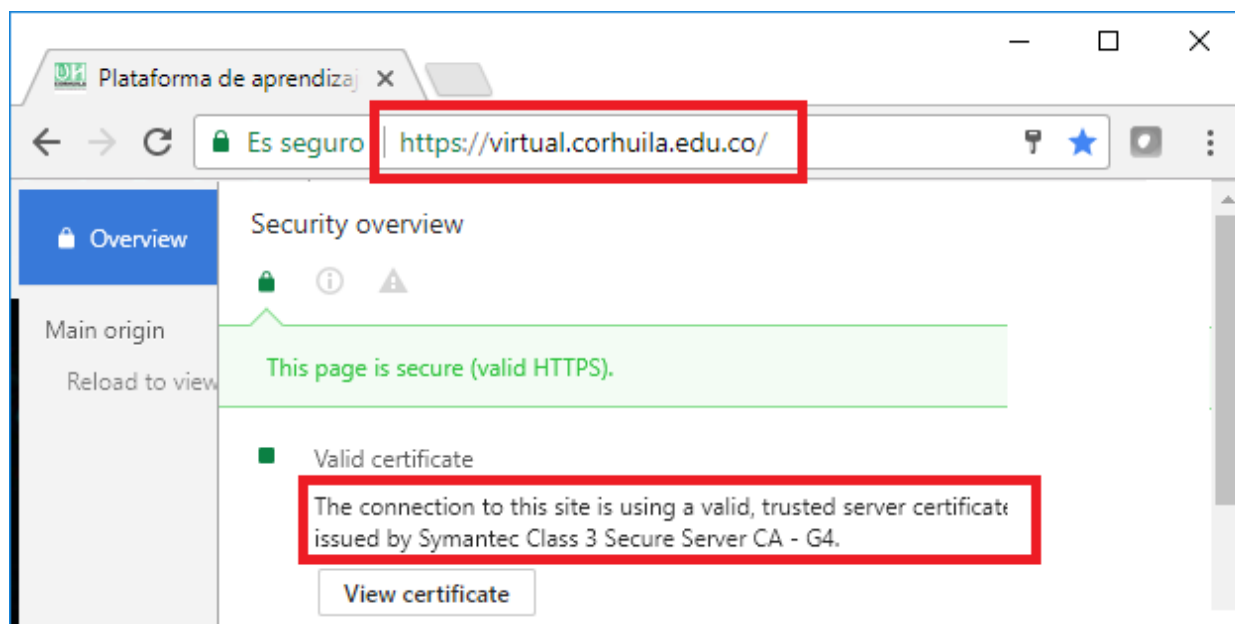 Plataforma de aprendizaj
Es seguro https://virtual.corhuila.edu.co/
Overview
Security overview
Main origin
Reload to view
This page is secure (valid HTTPS).
Valid certificate
The connection to this site is using a valid, trusted server certificate
issued by Symantec Class 3 Secure Server CA - G4.
View certificate